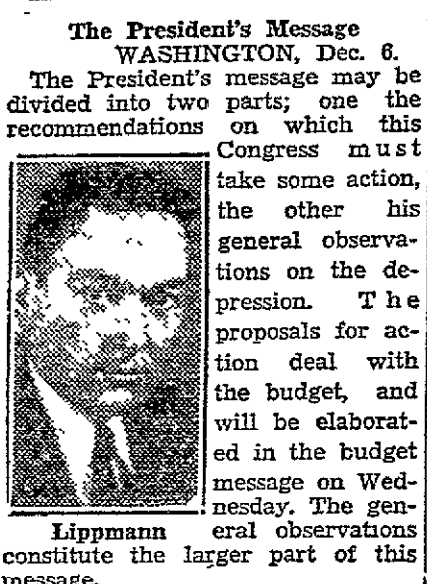 The President's Message
WASHINGTON, Dec. 6.
The President's message may be
divided into two parts; one the
recommendations on which this
Congress must
take some action,
the other his
general observa-
tions on the de-
pression. The
proposals for ac-
tion deal with
the budget, and
will be elaborat-
ed in the budget
message on Wed-
nesday. The gen-
Lippmann eral observations
constitute the larger part of this
message.